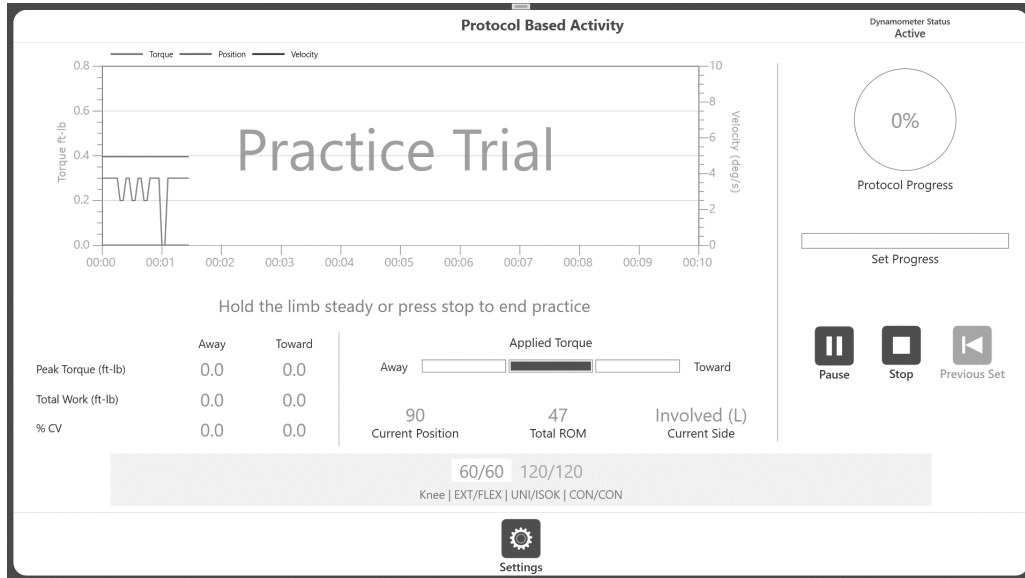 Protocol Based Activity
Dynamometer Status
Active
Torque Position Velocity
0.8
0.6
0.4
0.2
0.0
Torque ft-lb
10
8
6
4
2
0
Velocity (deg/s)
Practice Trial
00:00 00:01 00:02 00:03 00:04 00:05 00:06 00:07 00:08 00:09 00:10
0%
Protocol Progress
Set Progress
Hold the limb steady or press stop to end practice
Away Toward
Peak Torque (ft-lb) 0.0 0.0
Total Work (ft-lb) 0.0 0.0
% CV 0.0 0.0
Applied Torque
Away Toward
90 47 Involved (L)
Current Position Total ROM Current Side
Pause Stop Previous Set
60/60 120/120
Knee | EXT/FLEX | UNI/ISOK | CON/CON
Settings